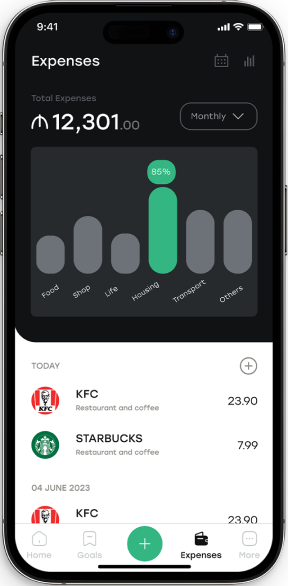 9:41
Expenses
Total Expenses
₼ 12,301.00
Monthly
85%
Food
Shop
Life
Housing
Transport
Others
TODAY
KFC
KFC
23.90
Restaurant and coffee
STARBUCKS
7.99
Restaurant and coffee
04 JUNE 2023
KFC
23.90
Home
Goals
+
Expenses
More